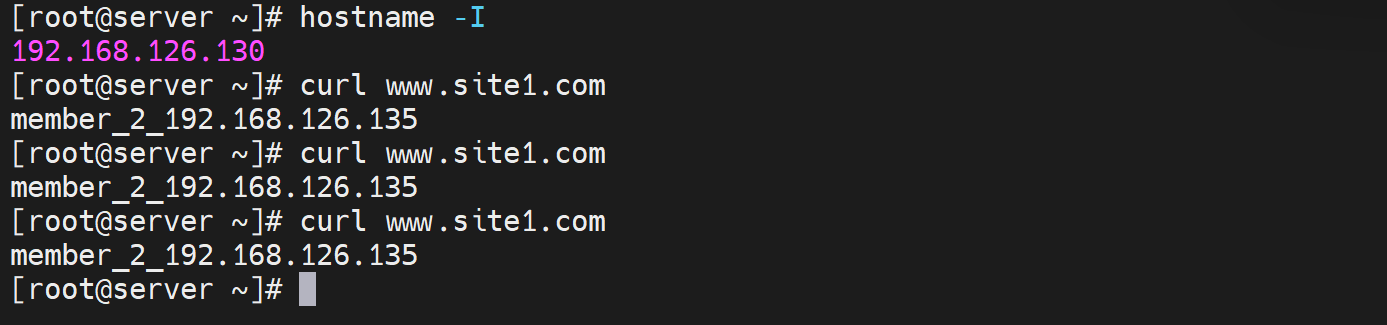 [root@server ~]# hostname -I
192.168.126.130
[root@server ~]# curl www.site1.com
member_2_192.168.126.135
[root@server ~]# curl www.site1.com
member_2_192.168.126.135
[root@server ~]# curl www.site1.com
member_2_192.168.126.135
[root@server ~]#